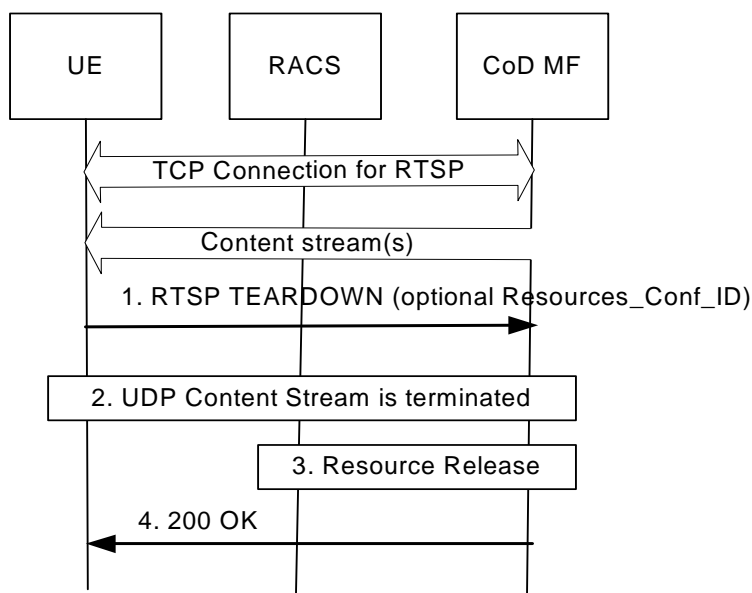 UE
RACS
CoD MF
TCP Connection for RTSP
Content stream(s)
1. RTSP TEARDOWN (optional Resources_Conf_ID)
2. UDP Content Stream is terminated
3. Resource Release
4. 200 OK